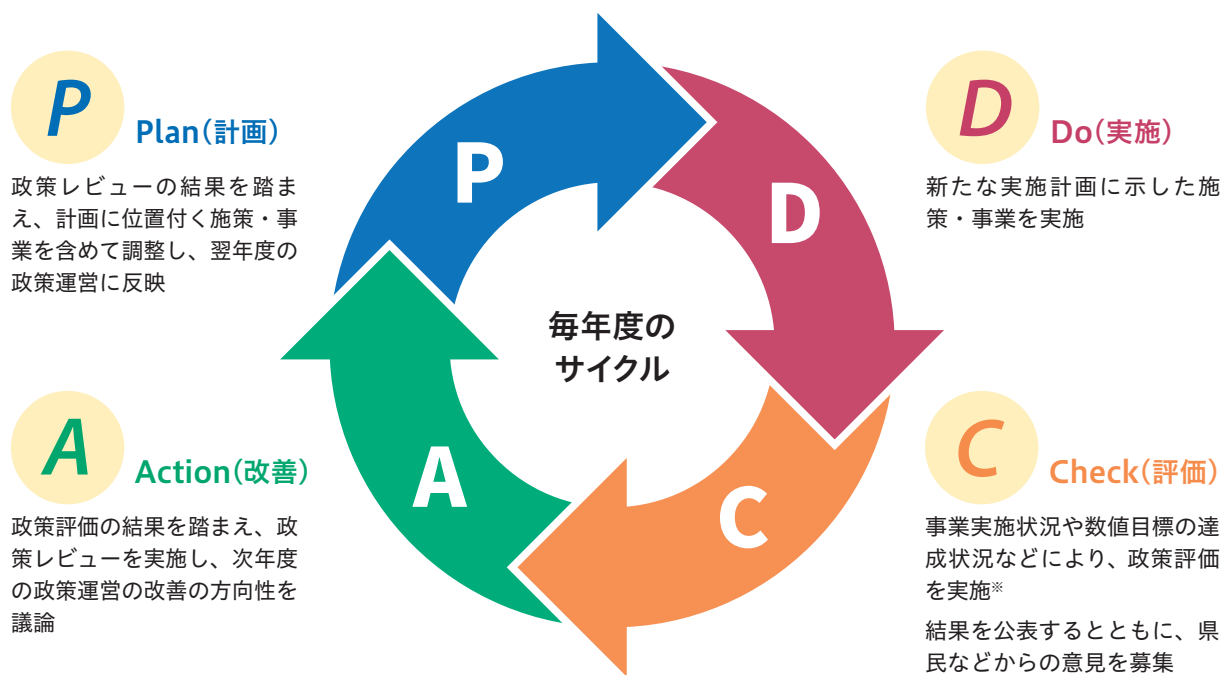 P
Plan(計画)
政策レビューの結果を踏ま
え、計画に位置付く施策・事
業を含めて調整し、翌年度の
政策運営に反映
D
Do(実施)
新たな実施計画に示した施
策・事業を実施
P
D
毎年度の
サイクル
A
C
A
Action(改善)
政策評価の結果を踏まえ、政
策レビューを実施し、次年度
の政策運営の改善の方向性を
議論
C
Check(評価)
事業実施状況や数値目標の達
成状況などにより、政策評価
を実施※
結果を公表するとともに、県
民などからの意見を募集